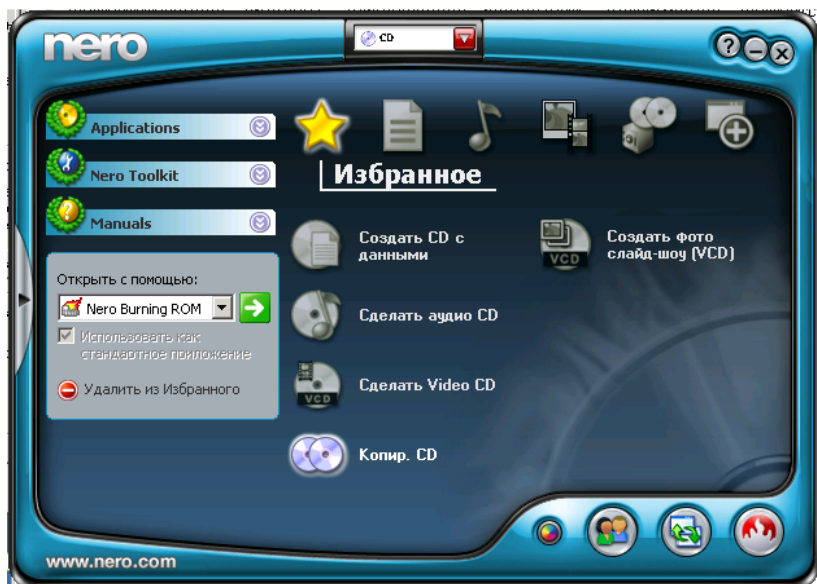 nero
CD
Applications
Nero Toolkit
Manuals
Открыть с помощью:
Nero Burning ROM
Использовать как
стандартное приложение
Удалить из Избранного
Избранное
Создать CD с
данными
Сделать аудио CD
VCD
Сделать Video CD
Копир. CD
VCD
Создать фото
слайд-шоу (VCD)
www.nero.com